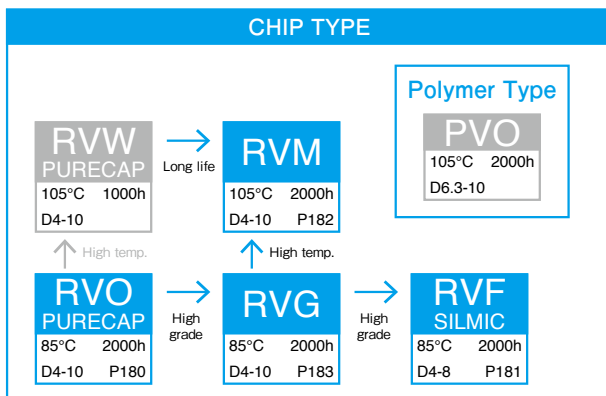 CHIP TYPE
Polymer Type
PVO
105°C 2000h
D6.3-10
RVW
PURECAP
105°C 1000h
D4-10
Long life
RVM
105°C 2000h
D4-10 P182
High temp.
High temp.
RVO
PURECAP
85°C 2000h
D4-10 P180
High
grade
RVG
85°C 2000h
D4-10 P183
High
grade
RVF
SILMIC
85°C 2000h
D4-8 P181